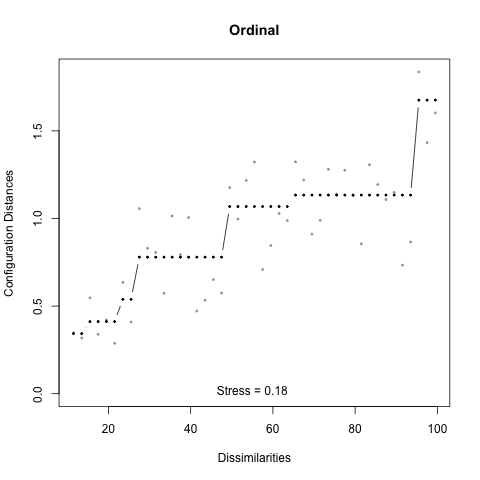 Ordinal
Configuration Distances
1.5
1.0
0.5
0.0
Stress = 0.18
20 40 60 80 100
Dissimilarities